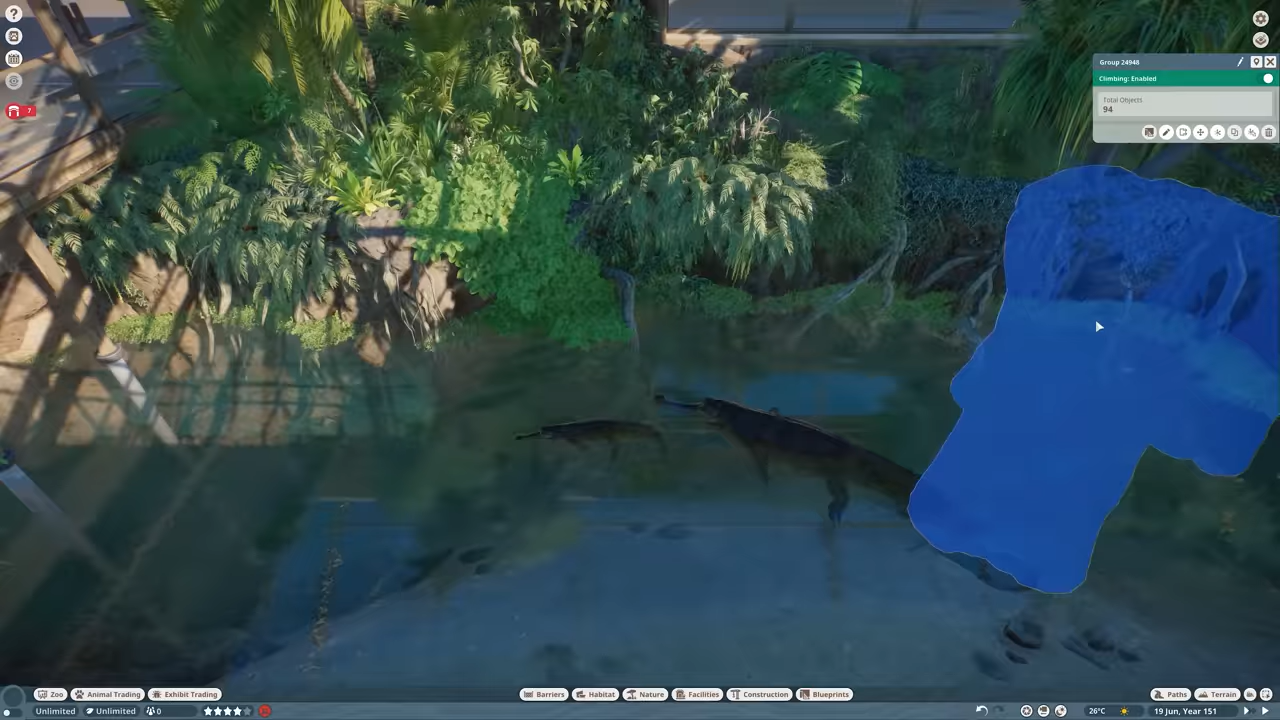 ?
7
Group 24948
Climbing: Enabled
Total Objects
94
Zoo
Animal Trading
Exhibit Trading
Barriers
Habitat
Nature
Facilities
Construction
Blueprints
Paths
Terrain
Unlimited
Unlimited
0
26°C
19 Jun, Year 151